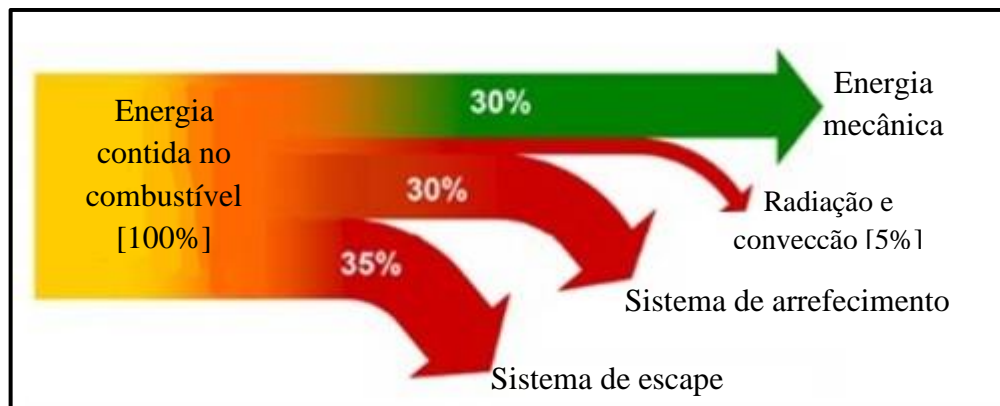 Energia
contida no
combustível
[100%]
30%
Energia
mecânica
30%
Radiação e
convecção [5%]
35%
Sistema de arrefecimento
Sistema de escape